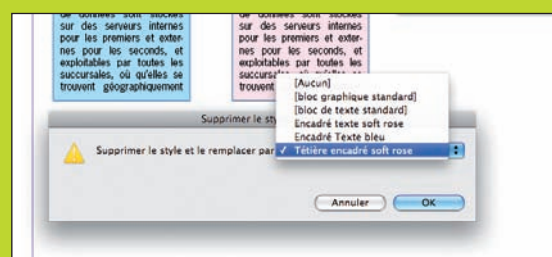 de données sont stockés
sur des serveurs internes
pour les premiers et exter-
nes pour les seconds, et
exploitables par toutes les
succursales, où qu'elles se
trouvent géographiquement
de données sont stockés
sur des serveurs internes
pour les premiers et exter-
nes pour les seconds, et
exploitables par toutes les
trouvent
Supprimer le
Supprimer le style et le remplacer par
[Aucun]
[bloc graphique standard]
[bloc de texte standard]
Encadré texte soft rose
Encadré Texte bleu
✓ Tétière encadré soft rose
Annuler
OK